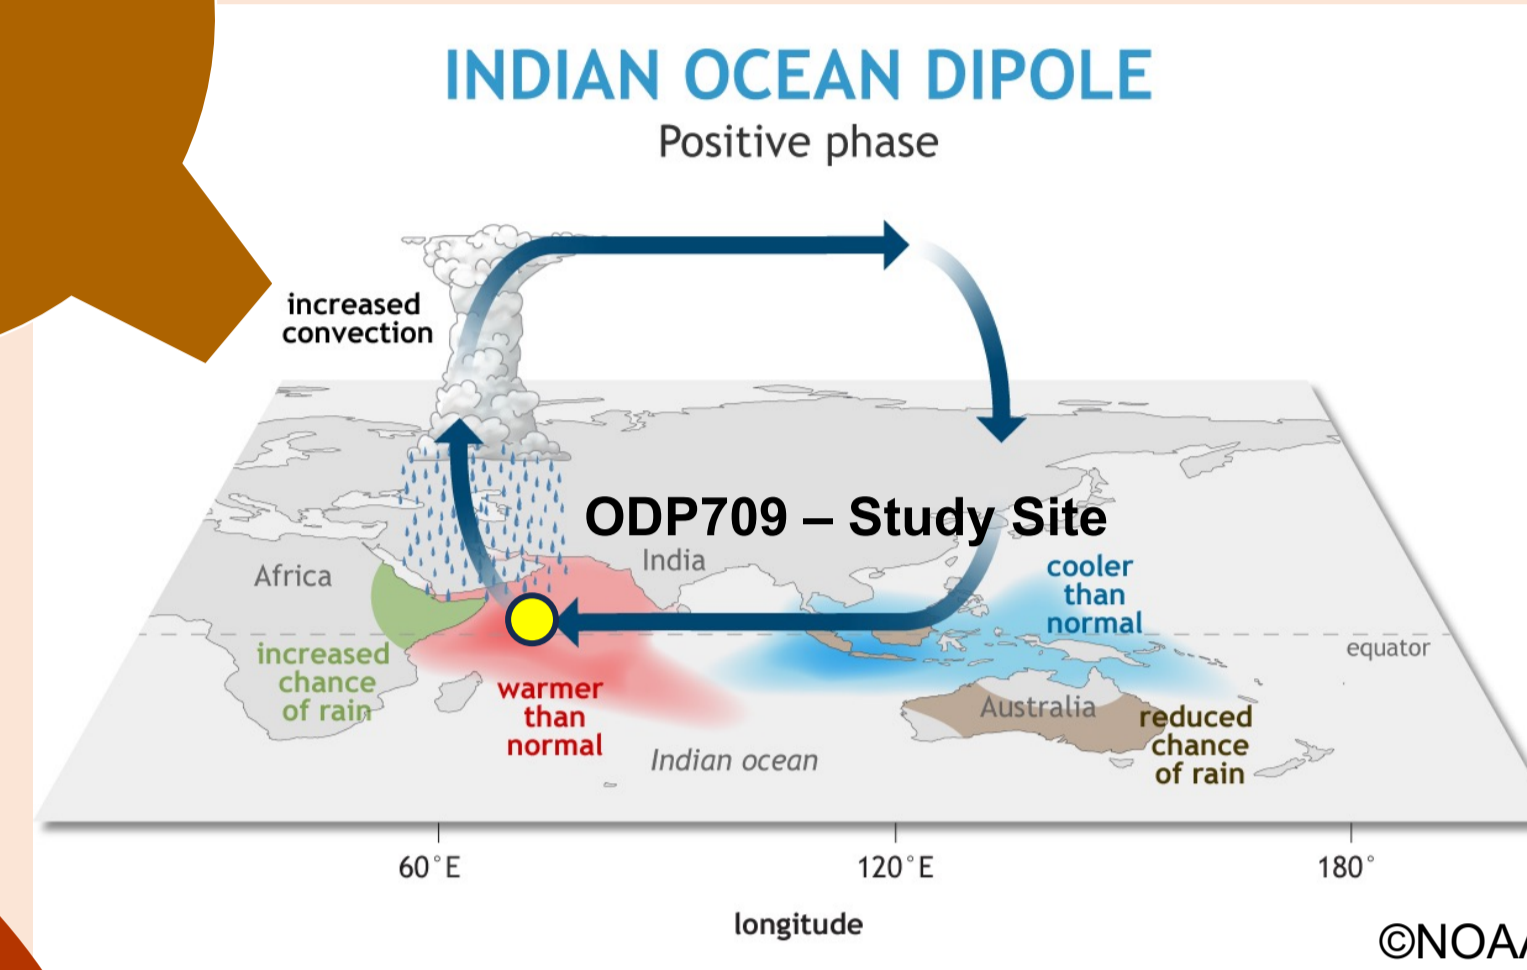 INDIAN OCEAN DIPOLE
Positive phase
increased
convection
ODP709 – Study Site
India
Africa
cooler
than
normal
equator
increased
chance
of rain
warmer
than
normal
Australia
reduced
chance
of rain
Indian ocean
60°E
120°E
180°
longitude
©NOAA